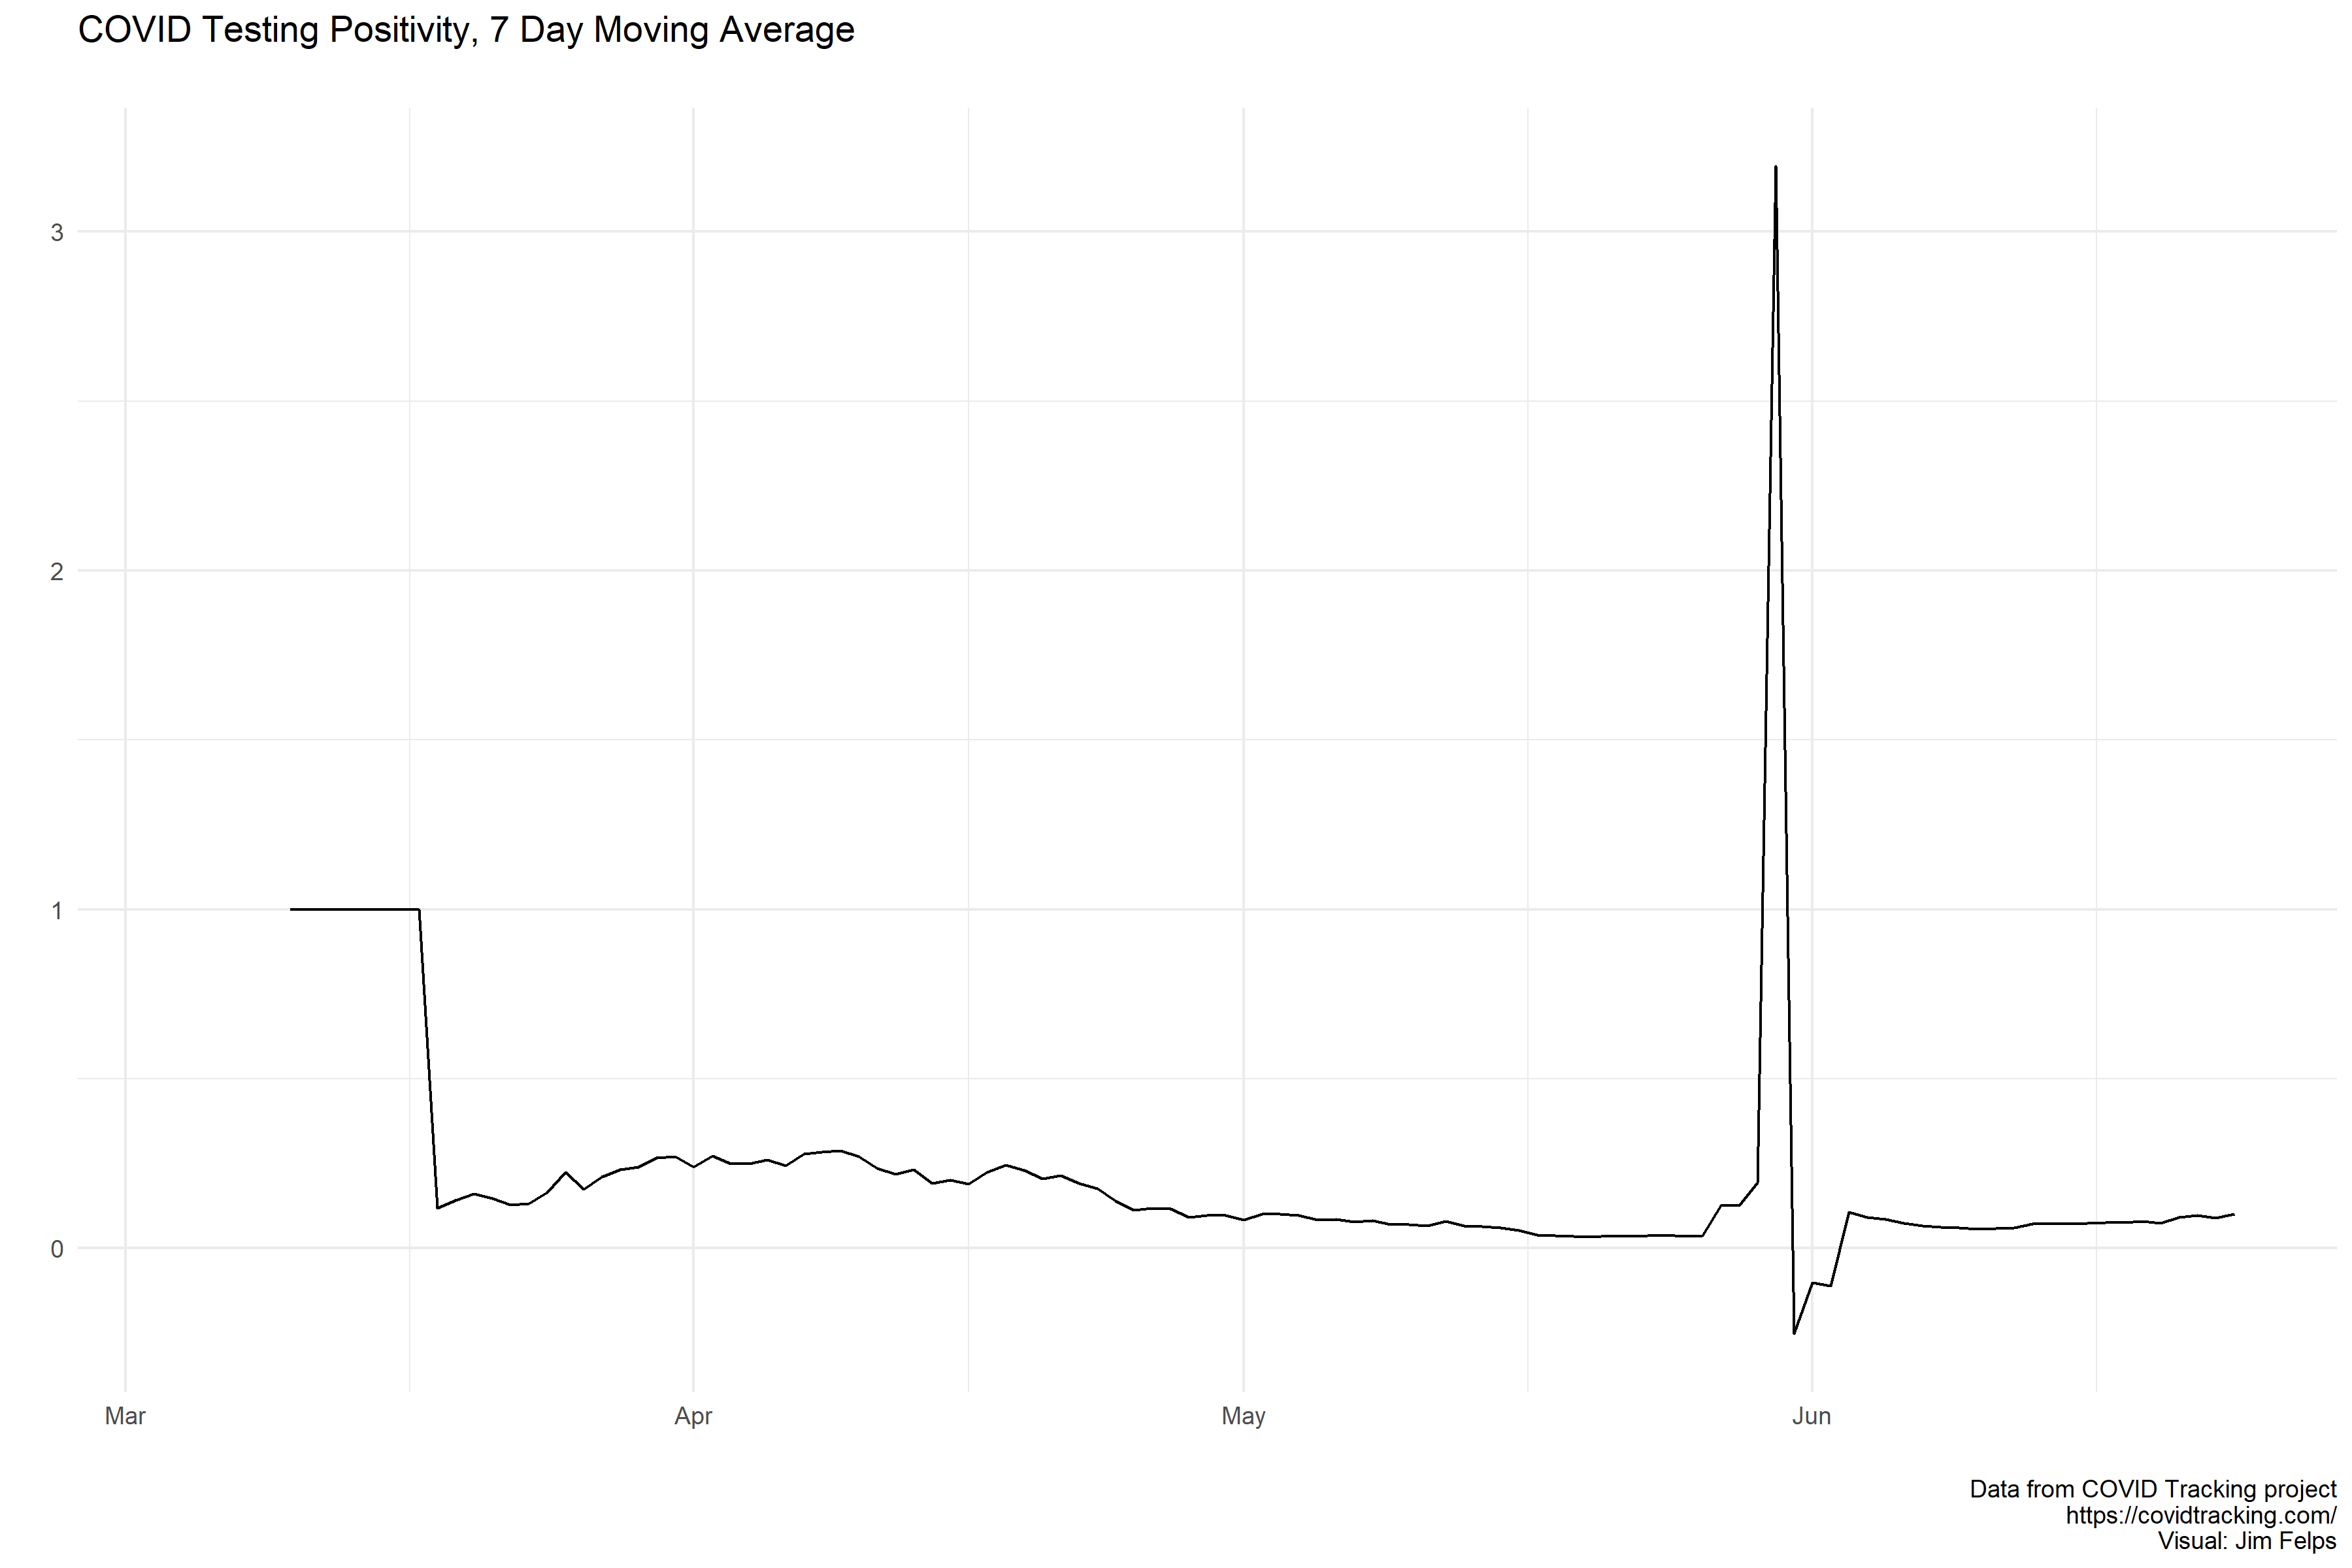 COVID Testing Positivity, 7 Day Moving Average
3
2
1
0
Mar
Apr
May
Jun
Data from COVID Tracking project
https://covidtracking.com/
Visual: Jim Felps